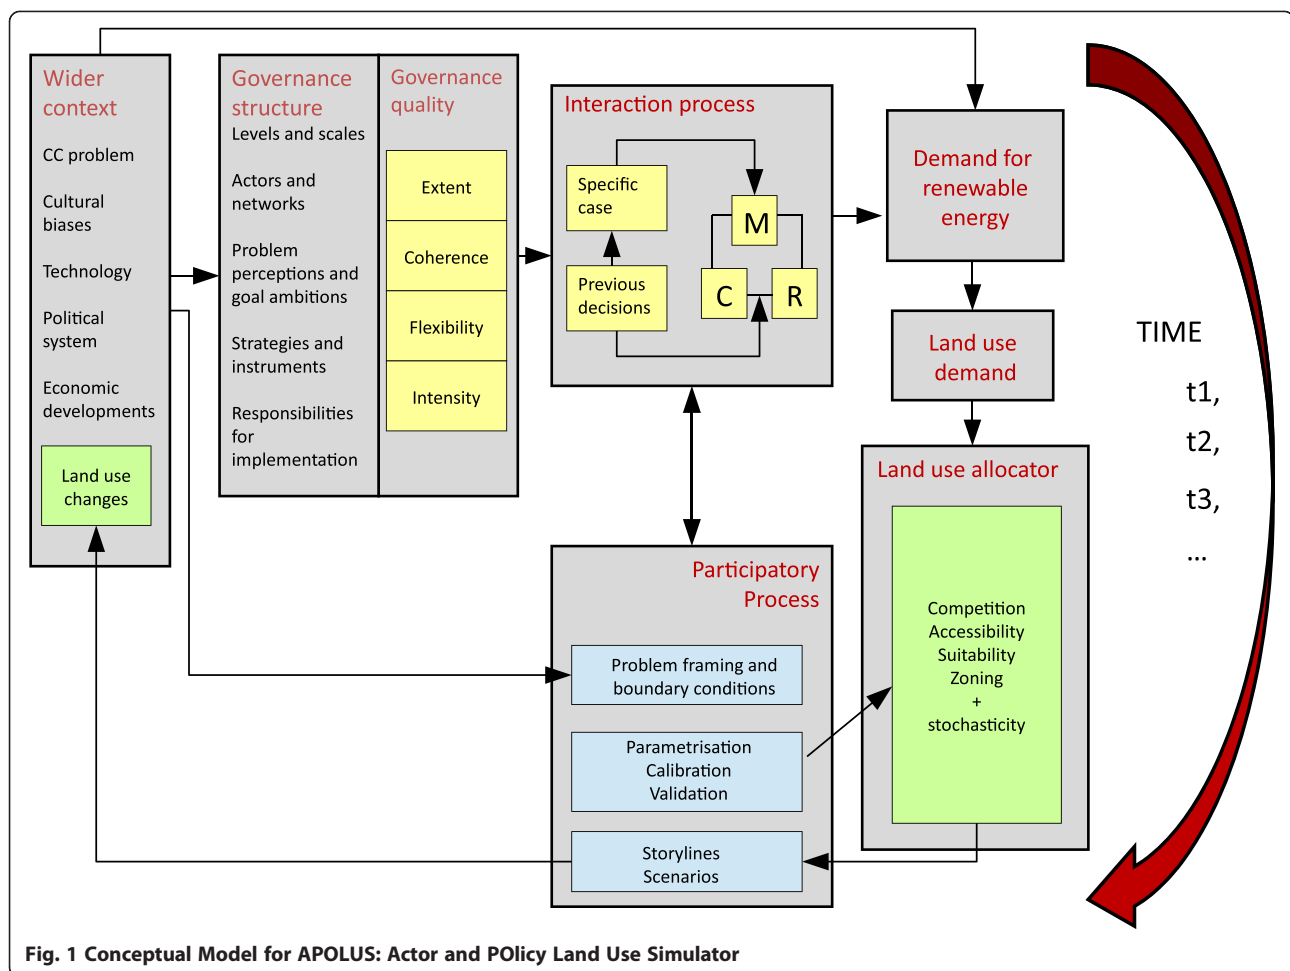 Wider
context
CC problem
Cultural
biases
Technology
Political
system
Economic
developments
Land use
changes
Governance
structure
Levels and scales
Actors and
networks
Problem
perceptions and
goal ambitions
Strategies and
instruments
Responsibilities
for
implementation
Governance
quality
Extent
Coherence
Flexibility
Intensity
Interaction process
Specific
case
Previous
decisions
M
C
R
Demand for
renewable
energy
Land use
demand
Land use allocator
Competition
Accessibility
Suitability
Zoning
+
stochasticity
Participatory
Process
Problem framing and
boundary conditions
Parametrisation
Calibration
Validation
Storylines
Scenarios
TIME
t1,
t2,
t3,
...
Fig. 1 Conceptual Model for APOLUS: Actor and POlicy Land Use Simulator